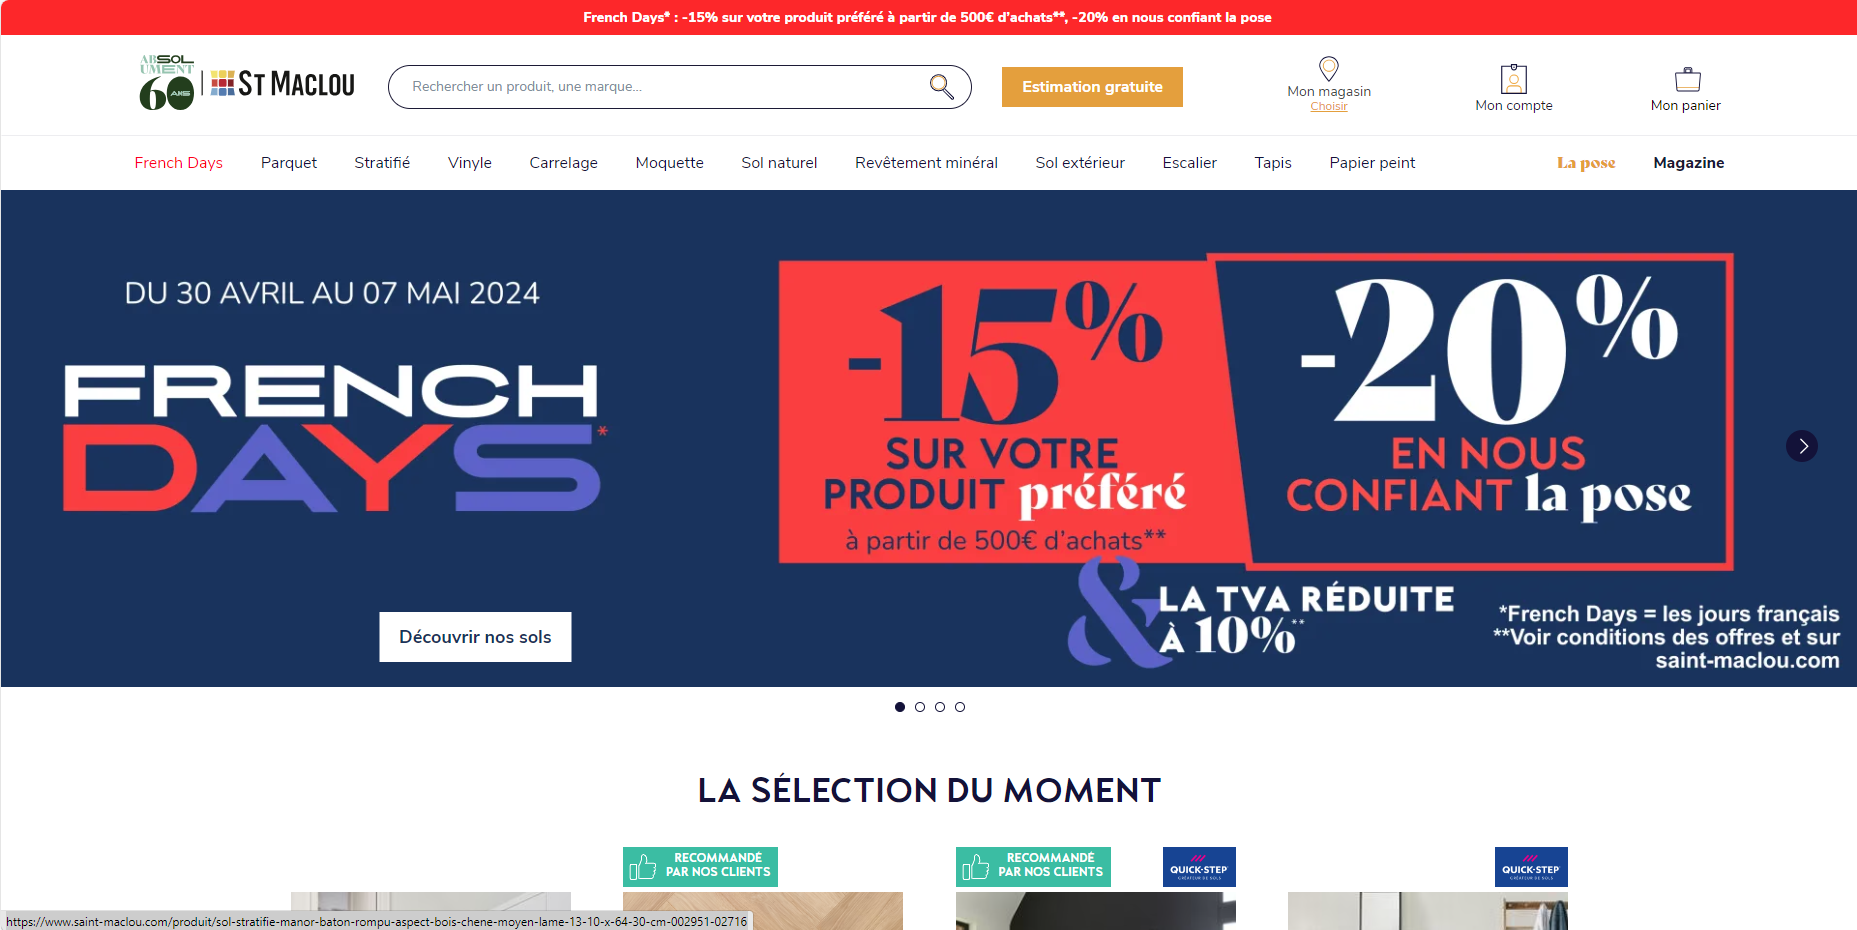 French Days* : -15% sur votre produit préféré à partir de 500€ d'achats**, -20% en nous confiant la pose
ABSOLUMENT
60 ANS
ST MACLOU
Rechercher un produit, une marque...
Estimation gratuite
Mon magasin
Choisir
Mon compte
Mon panier
French Days
Parquet
Stratifié
Vinyle
Carrelage
Moquette
Sol naturel
Revêtement minéral
Sol extérieur
Escalier
Tapis
Papier peint
La pose
Magazine
DU 30 AVRIL AU 07 MAI 2024
FRENCH
DAYS*
Découvrir nos sols
-15%
SUR VOTRE
PRODUIT préféré
à partir de 500€ d'achats**
-20%
EN NOUS
CONFIANT la pose
& LA TVA RÉDUITE
À 10%**
*French Days = les jours français
**Voir conditions des offres et sur
saint-maclou.com
LA SÉLECTION DU MOMENT
RECOMMANDÉ
PAR NOS CLIENTS
RECOMMANDÉ
PAR NOS CLIENTS
QUICK-STEP
CRÉATEUR DE SOLS
QUICK-STEP
CRÉATEUR DE SOLS
https://www.saint-maclou.com/produit/sol-stratifie-manor-baton-rompu-aspect-bois-chene-moyen-lame-13-10-x-64-30-cm-002951-02716